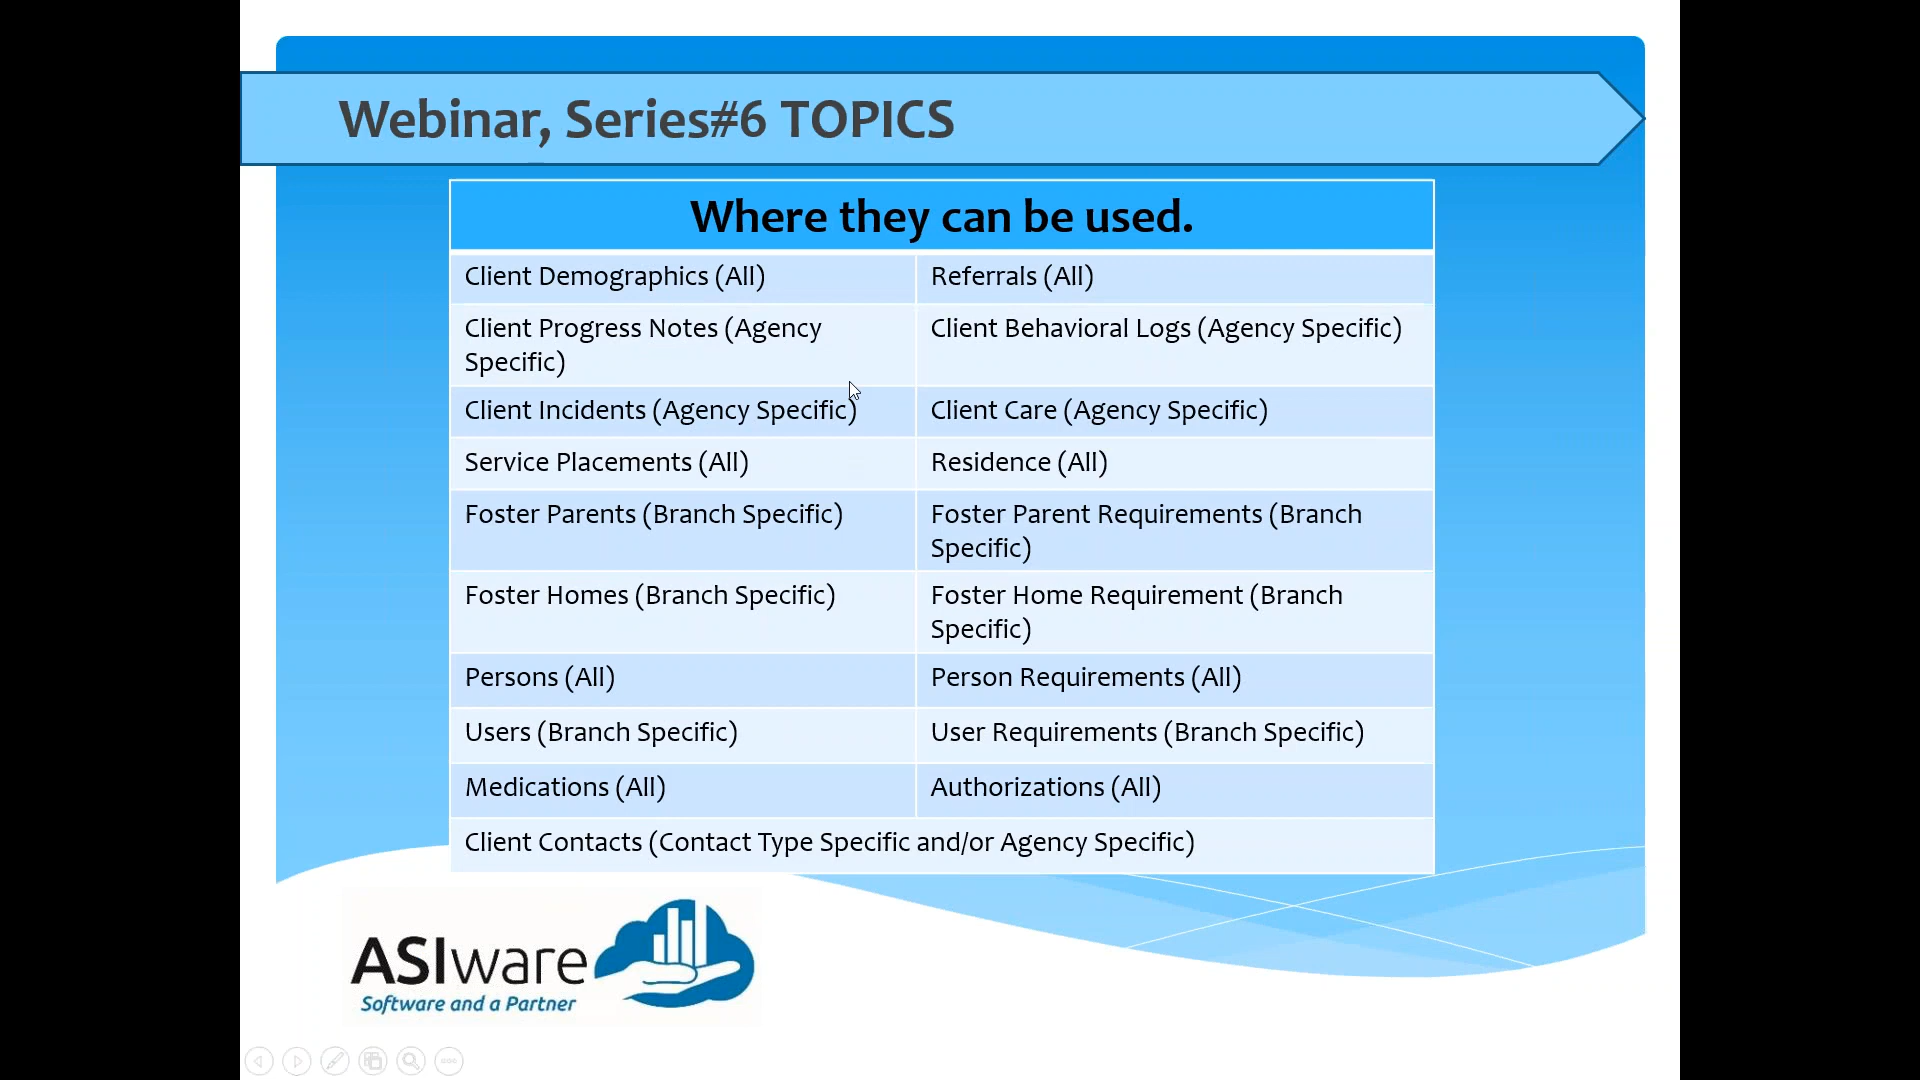 Webinar, Series#6 TOPICS
Where they can be used.
Client Demographics (All)
Referrals (All)
Client Progress Notes (Agency
Specific)
Client Behavioral Logs (Agency Specific)
Client Incidents (Agency Specific)
Client Care (Agency Specific)
Service Placements (All)
Residence (All)
Foster Parents (Branch Specific)
Foster Parent Requirements (Branch
Specific)
Foster Homes (Branch Specific)
Foster Home Requirement (Branch
Specific)
Persons (All)
Person Requirements (All)
Users (Branch Specific)
User Requirements (Branch Specific)
Medications (All)
Authorizations (All)
Client Contacts (Contact Type Specific and/or Agency Specific)
ASIware
Software and a Partner